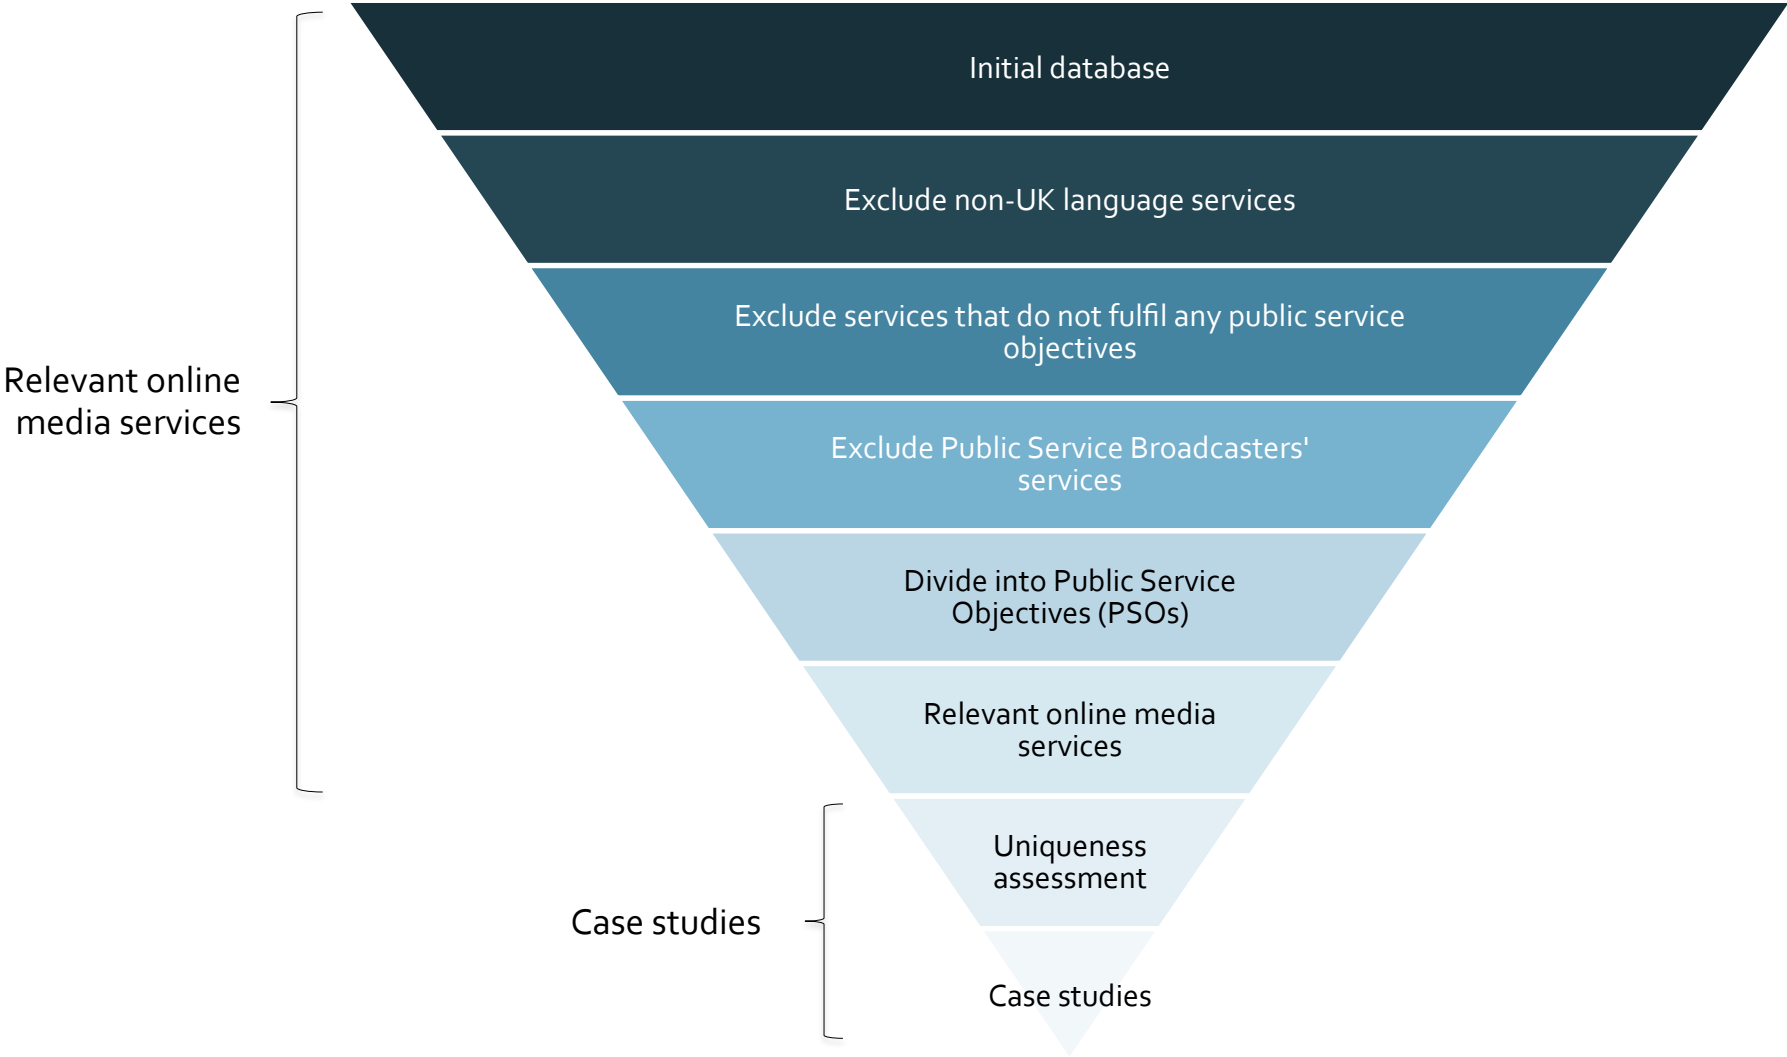 Initial database
Exclude non-UK language services
Exclude services that do not fulfil any public service
objectives
Relevant online
media services
Exclude Public Service Broadcasters'
services
Divide into Public Service
Objectives (PSOs)
Relevant online media
services
Uniqueness
assessment
Case studies
Case studies